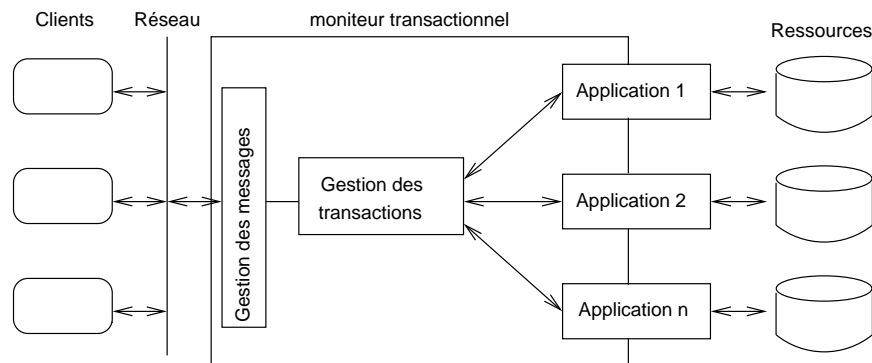 Clients
Réseau
moniteur transactionnel
Ressources
Gestion des messages
Gestion des
transactions
Application 1
Application 2
Application n